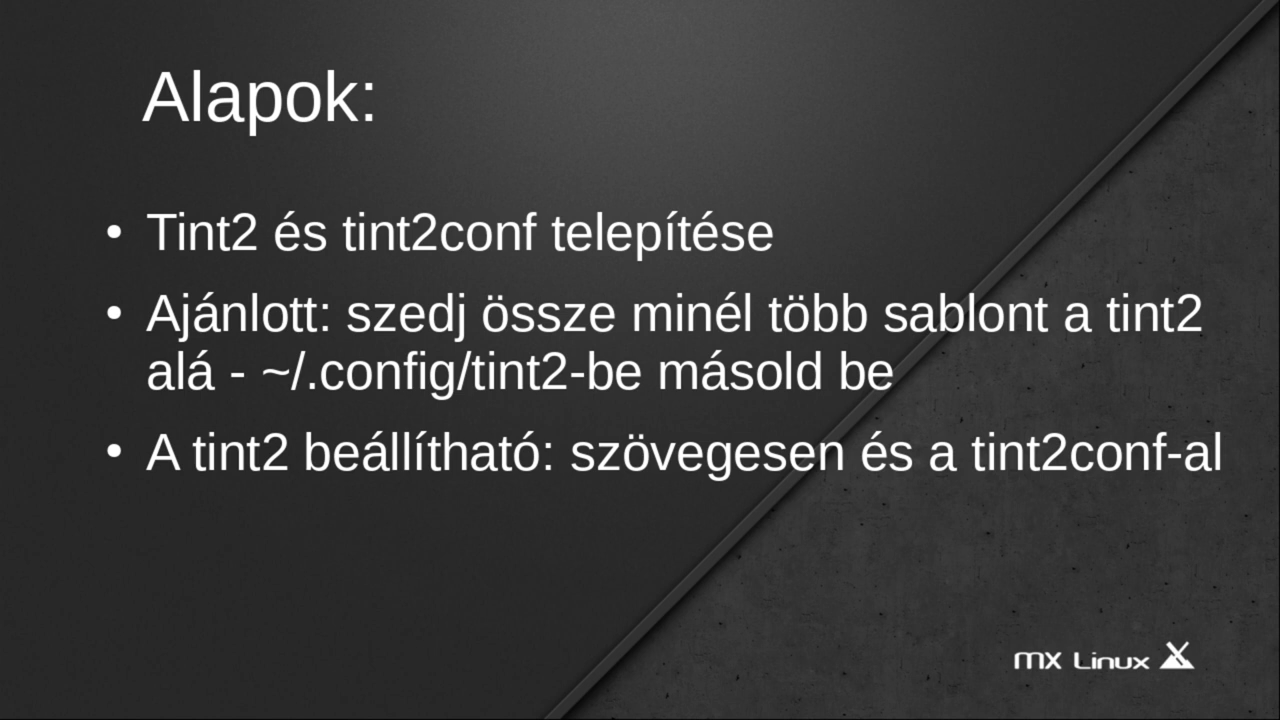 Alapok:
• Tint2 és tint2conf telepítése
• Ajánlott: szedj össze minél több sablont a tint2
alá - ~/.config/tint2-be másold be
• A tint2 beállítható: szövegesen és a tint2conf-al
MX Linux